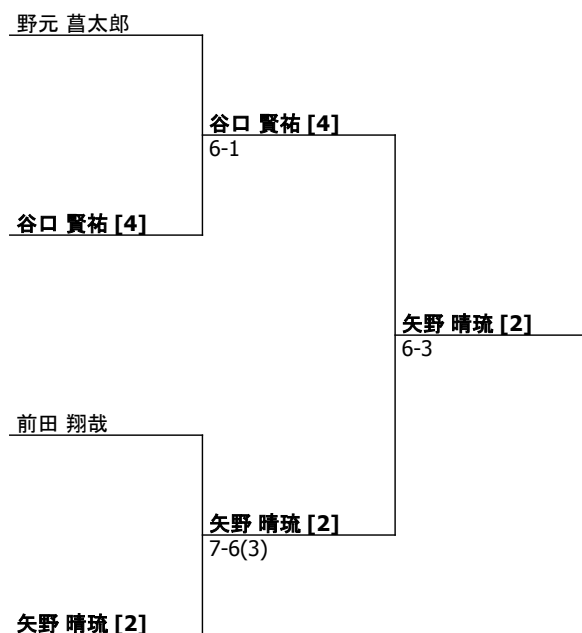 野元 菖太郎
谷口 賢祐 [4]
6-1
谷口 賢祐 [4]
矢野 晴琉 [2]
6-3
前田 翔哉
矢野 晴琉 [2]
7-6(3)
矢野 晴琉 [2]